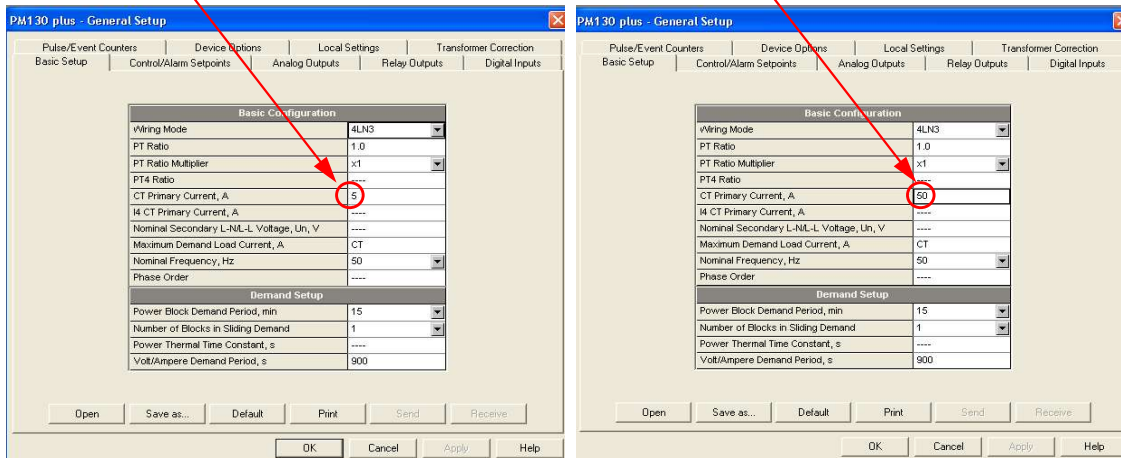 PM130 plus - General Setup
Pulse/Event Counters Device Options Local Settings Transformer Correction
Basic Setup Control/Alarm Setpoints Analog Outputs Relay Outputs Digital Inputs
Basic Configuration
Wiring Mode 4LN3
PT Ratio 1.0
PT Ratio Multiplier x1
PT4 Ratio ----
CT Primary Current, A 5
I4 CT Primary Current, A ----
Nominal Secondary L-N/L-L Voltage, Un, V ----
Maximum Demand Load Current, A CT
Nominal Frequency, Hz 50
Phase Order ----
Demand Setup
Power Block Demand Period, min 15
Number of Blocks in Sliding Demand 1
Power Thermal Time Constant, s ----
Volt/Ampere Demand Period, s 900
Open Save as... Default Print Send Receive
OK Cancel Apply Help
PM130 plus - General Setup
Pulse/Event Counters Device Options Local Settings Transformer Correction
Basic Setup Control/Alarm Setpoints Analog Outputs Relay Outputs Digital Inputs
Basic Configuration
Wiring Mode 4LN3
PT Ratio 1.0
PT Ratio Multiplier x1
PT4 Ratio ----
CT Primary Current, A 50
I4 CT Primary Current, A ----
Nominal Secondary L-N/L-L Voltage, Un, V ----
Maximum Demand Load Current, A CT
Nominal Frequency, Hz 50
Phase Order ----
Demand Setup
Power Block Demand Period, min 15
Number of Blocks in Sliding Demand 1
Power Thermal Time Constant, s ----
Volt/Ampere Demand Period, s 900
Open Save as... Default Print Send Receive
OK Cancel Apply Help